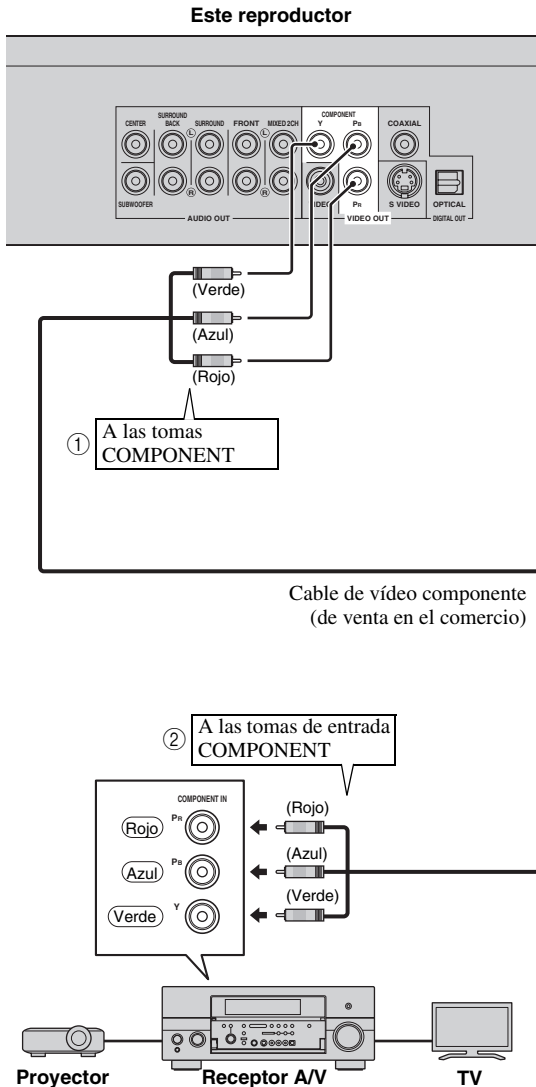 Este reproductor
COMPONENT
CENTER SURROUND BACK SURROUND FRONT MIXED 2CH Y PB COAXIAL
L L
R R
SUBWOOFER VIDEO PR S VIDEO OPTICAL
AUDIO OUT VIDEO OUT DIGITAL OUT
(Verde)
(Azul)
(Rojo)
① A las tomas
COMPONENT
Cable de vídeo componente
(de venta en el comercio)
② A las tomas de entrada
COMPONENT
COMPONENT IN
Rojo PR (Rojo)
Azul PB (Azul)
Verde Y (Verde)
Proyector Receptor A/V TV